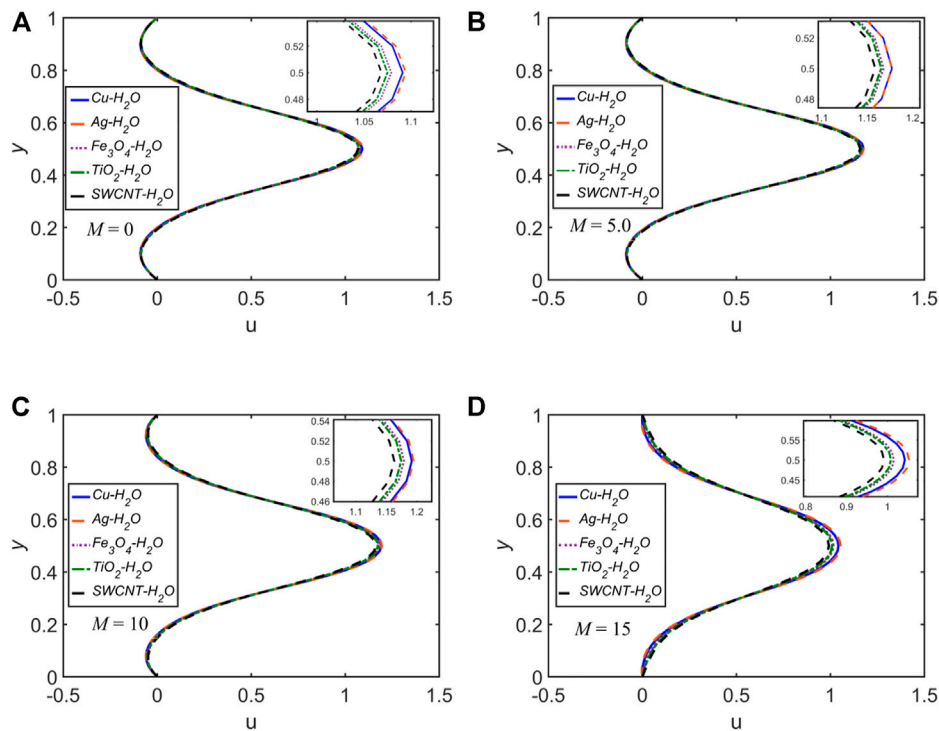 A
y
1
0.8
0.6
0.4
0.2
0
-0.5 0 0.5 1 1.5
u
Cu-H2O
Ag-H2O
Fe3O4-H2O
TiO2-H2O
SWCNT-H2O
M = 0
0.52
0.5
0.48
1 1.05 1.1
B
y
1
0.8
0.6
0.4
0.2
0
-0.5 0 0.5 1 1.5
u
Cu-H2O
Ag-H2O
Fe3O4-H2O
TiO2-H2O
SWCNT-H2O
M = 5.0
0.52
0.5
0.48
1.1 1.15 1.2
C
y
1
0.8
0.6
0.4
0.2
0
-0.5 0 0.5 1 1.5
u
Cu-H2O
Ag-H2O
Fe3O4-H2O
TiO2-H2O
SWCNT-H2O
M = 10
0.54
0.52
0.5
0.48
0.46
1.1 1.15 1.2
D
y
1
0.8
0.6
0.4
0.2
0
-0.5 0 0.5 1 1.5
u
Cu-H2O
Ag-H2O
Fe3O4-H2O
TiO2-H2O
SWCNT-H2O
M = 15
0.55
0.5
0.45
0.8 0.9 1